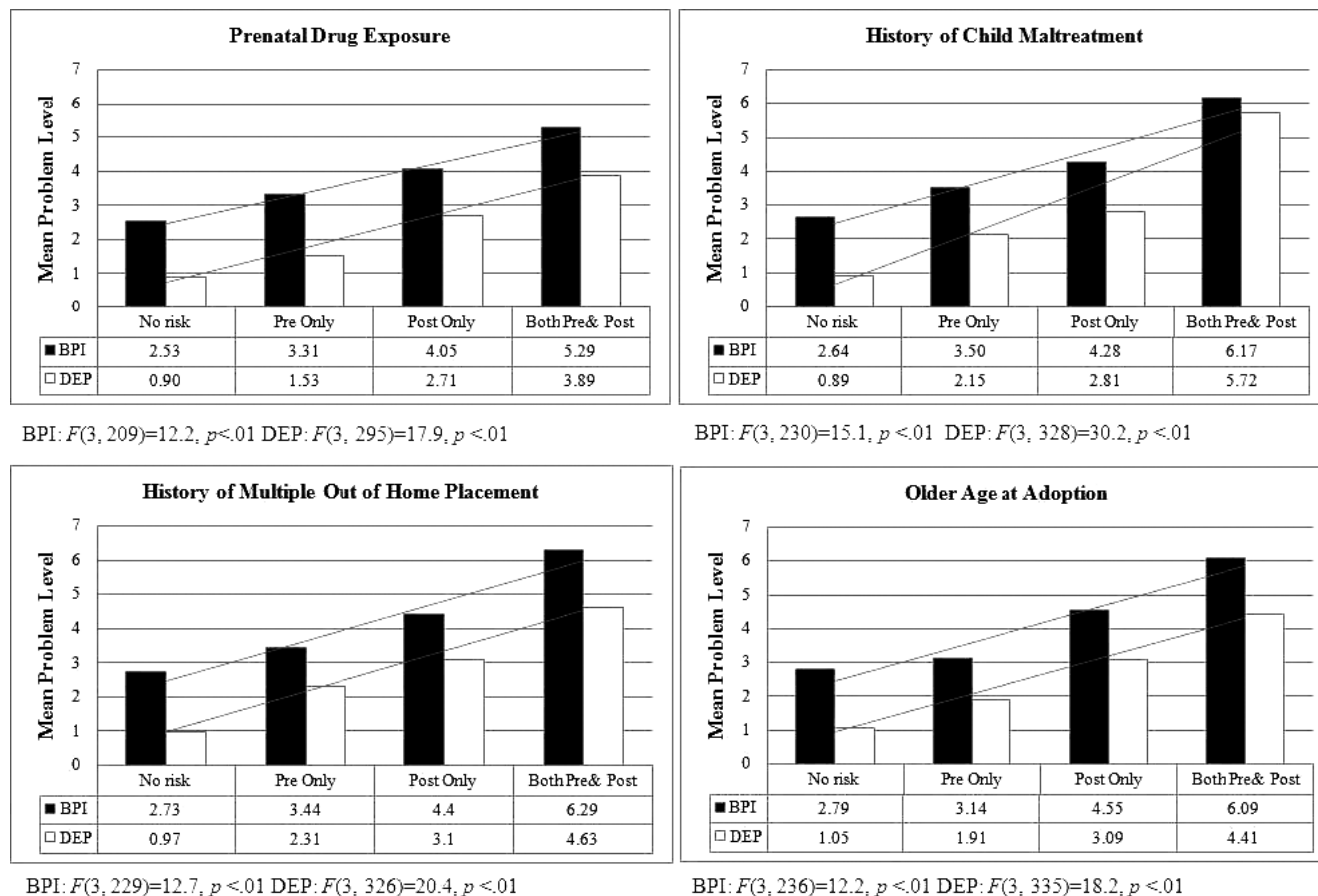 Prenatal Drug Exposure
Mean Problem Level
7
6
5
4
3
2
1
0
No risk Pre Only Post Only Both Pre& Post
■ BPI 2.53 3.31 4.05 5.29
□ DEP 0.90 1.53 2.71 3.89
BPI: F(3, 209)=12.2, p<.01 DEP: F(3, 295)=17.9, p <.01
History of Child Maltreatment
Mean Problem Level
7
6
5
4
3
2
1
0
No risk Pre Only Post Only Both Pre& Post
■ BPI 2.64 3.50 4.28 6.17
□ DEP 0.89 2.15 2.81 5.72
BPI: F(3, 230)=15.1, p <.01 DEP: F(3, 328)=30.2, p <.01
History of Multiple Out of Home Placement
Mean Problem Level
7
6
5
4
3
2
1
0
No risk Pre Only Post Only Both Pre& Post
■ BPI 2.73 3.44 4.4 6.29
□ DEP 0.97 2.31 3.1 4.63
BPI: F(3, 229)=12.7, p <.01 DEP: F(3, 326)=20.4, p <.01
Older Age at Adoption
Mean Problem Level
7
6
5
4
3
2
1
0
No risk Pre Only Post Only Both Pre& Post
■ BPI 2.79 3.14 4.55 6.09
□ DEP 1.05 1.91 3.09 4.41
BPI: F(3, 236)=12.2, p <.01 DEP: F(3, 335)=18.2, p <.01